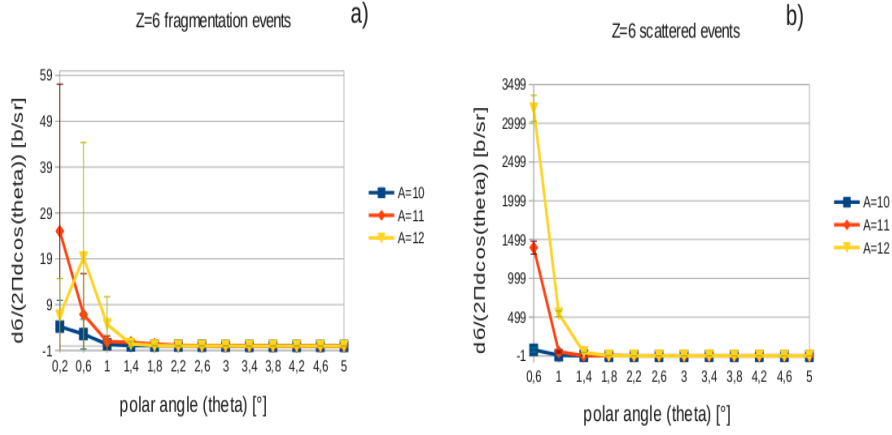 Z=6 fragmentation events
a)
59
49
39
29
19
9
-1
0,2 0,6 1 1,4 1,8 2,2 2,6 3 3,4 3,8 4,2 4,6 5
dб/(2Пdcos(theta)) [b/sr]
polar angle (theta) [°]
A=10
A=11
A=12
Z=6 scattered events
b)
3499
2999
2499
1999
1499
999
499
-1
0,6 1 1,4 1,8 2,2 2,6 3 3,4 3,8 4,2 4,6 5
dб/(2Пdcos(theta)) [b/sr]
polar angle (theta) [°]
A=10
A=11
A=12